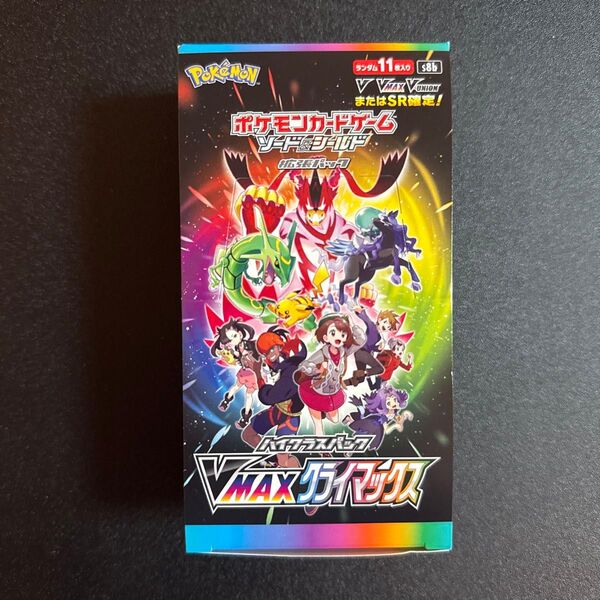 POKéMON
ランダム11枚入り s8b
V VMAX VUNION
またはSR確定!
ポケモンカードゲーム
ソード&シールド
拡張パック
ハイクラスパック
VMAXクライマックス